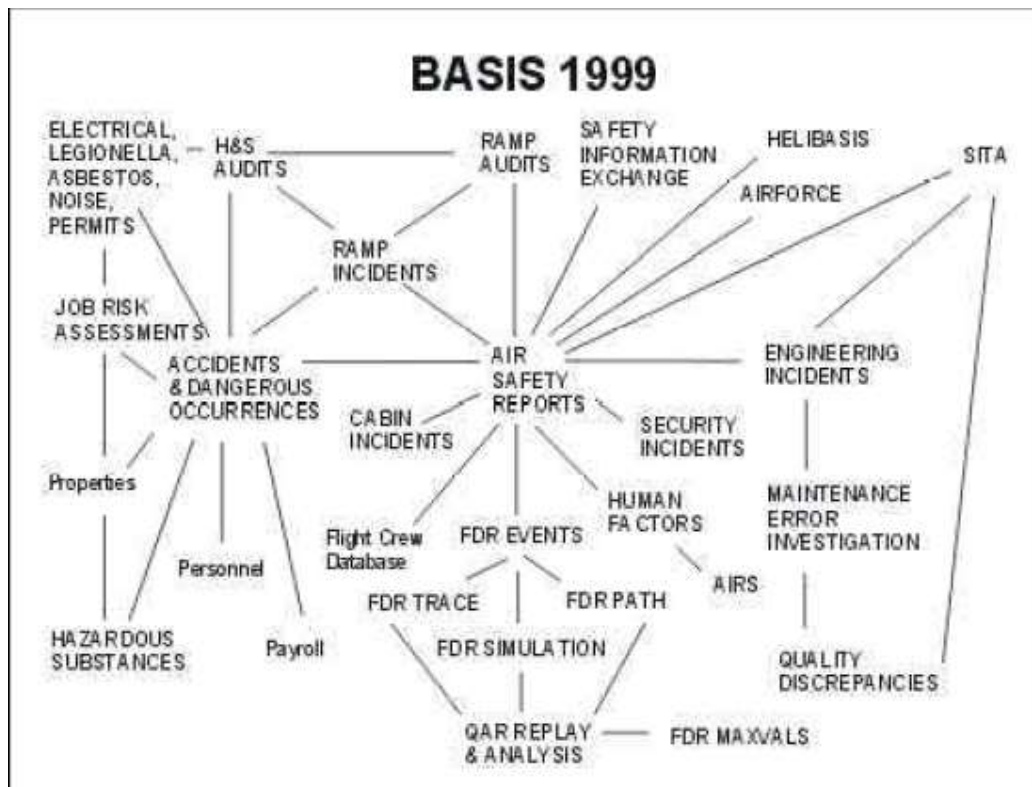 BASIS 1999
ELECTRICAL,
LEGIONELLA,
ASBESTOS,
NOISE,
PERMITS
H&S
AUDITS
RAMP
AUDITS
SAFETY
INFORMATION
EXCHANGE
HELIBASIS
AIRFORCE
SITA
RAMP
INCIDENTS
JOB RISK
ASSESSMENTS
ACCIDENTS
& DANGEROUS
OCCURRENCES
AIR
SAFETY
REPORTS
ENGINEERING
INCIDENTS
CABIN
INCIDENTS
SECURITY
INCIDENTS
Properties
Personnel
Flight Crew
Database
FDR EVENTS
HUMAN
FACTORS
MAINTENANCE
ERROR
INVESTIGATION
AIRS
FDR TRACE
FDR PATH
HAZARDOUS
SUBSTANCES
Payroll
FDR SIMULATION
QUALITY
DISCREPANCIES
QAR REPLAY
& ANALYSIS
FDR MAXVALS